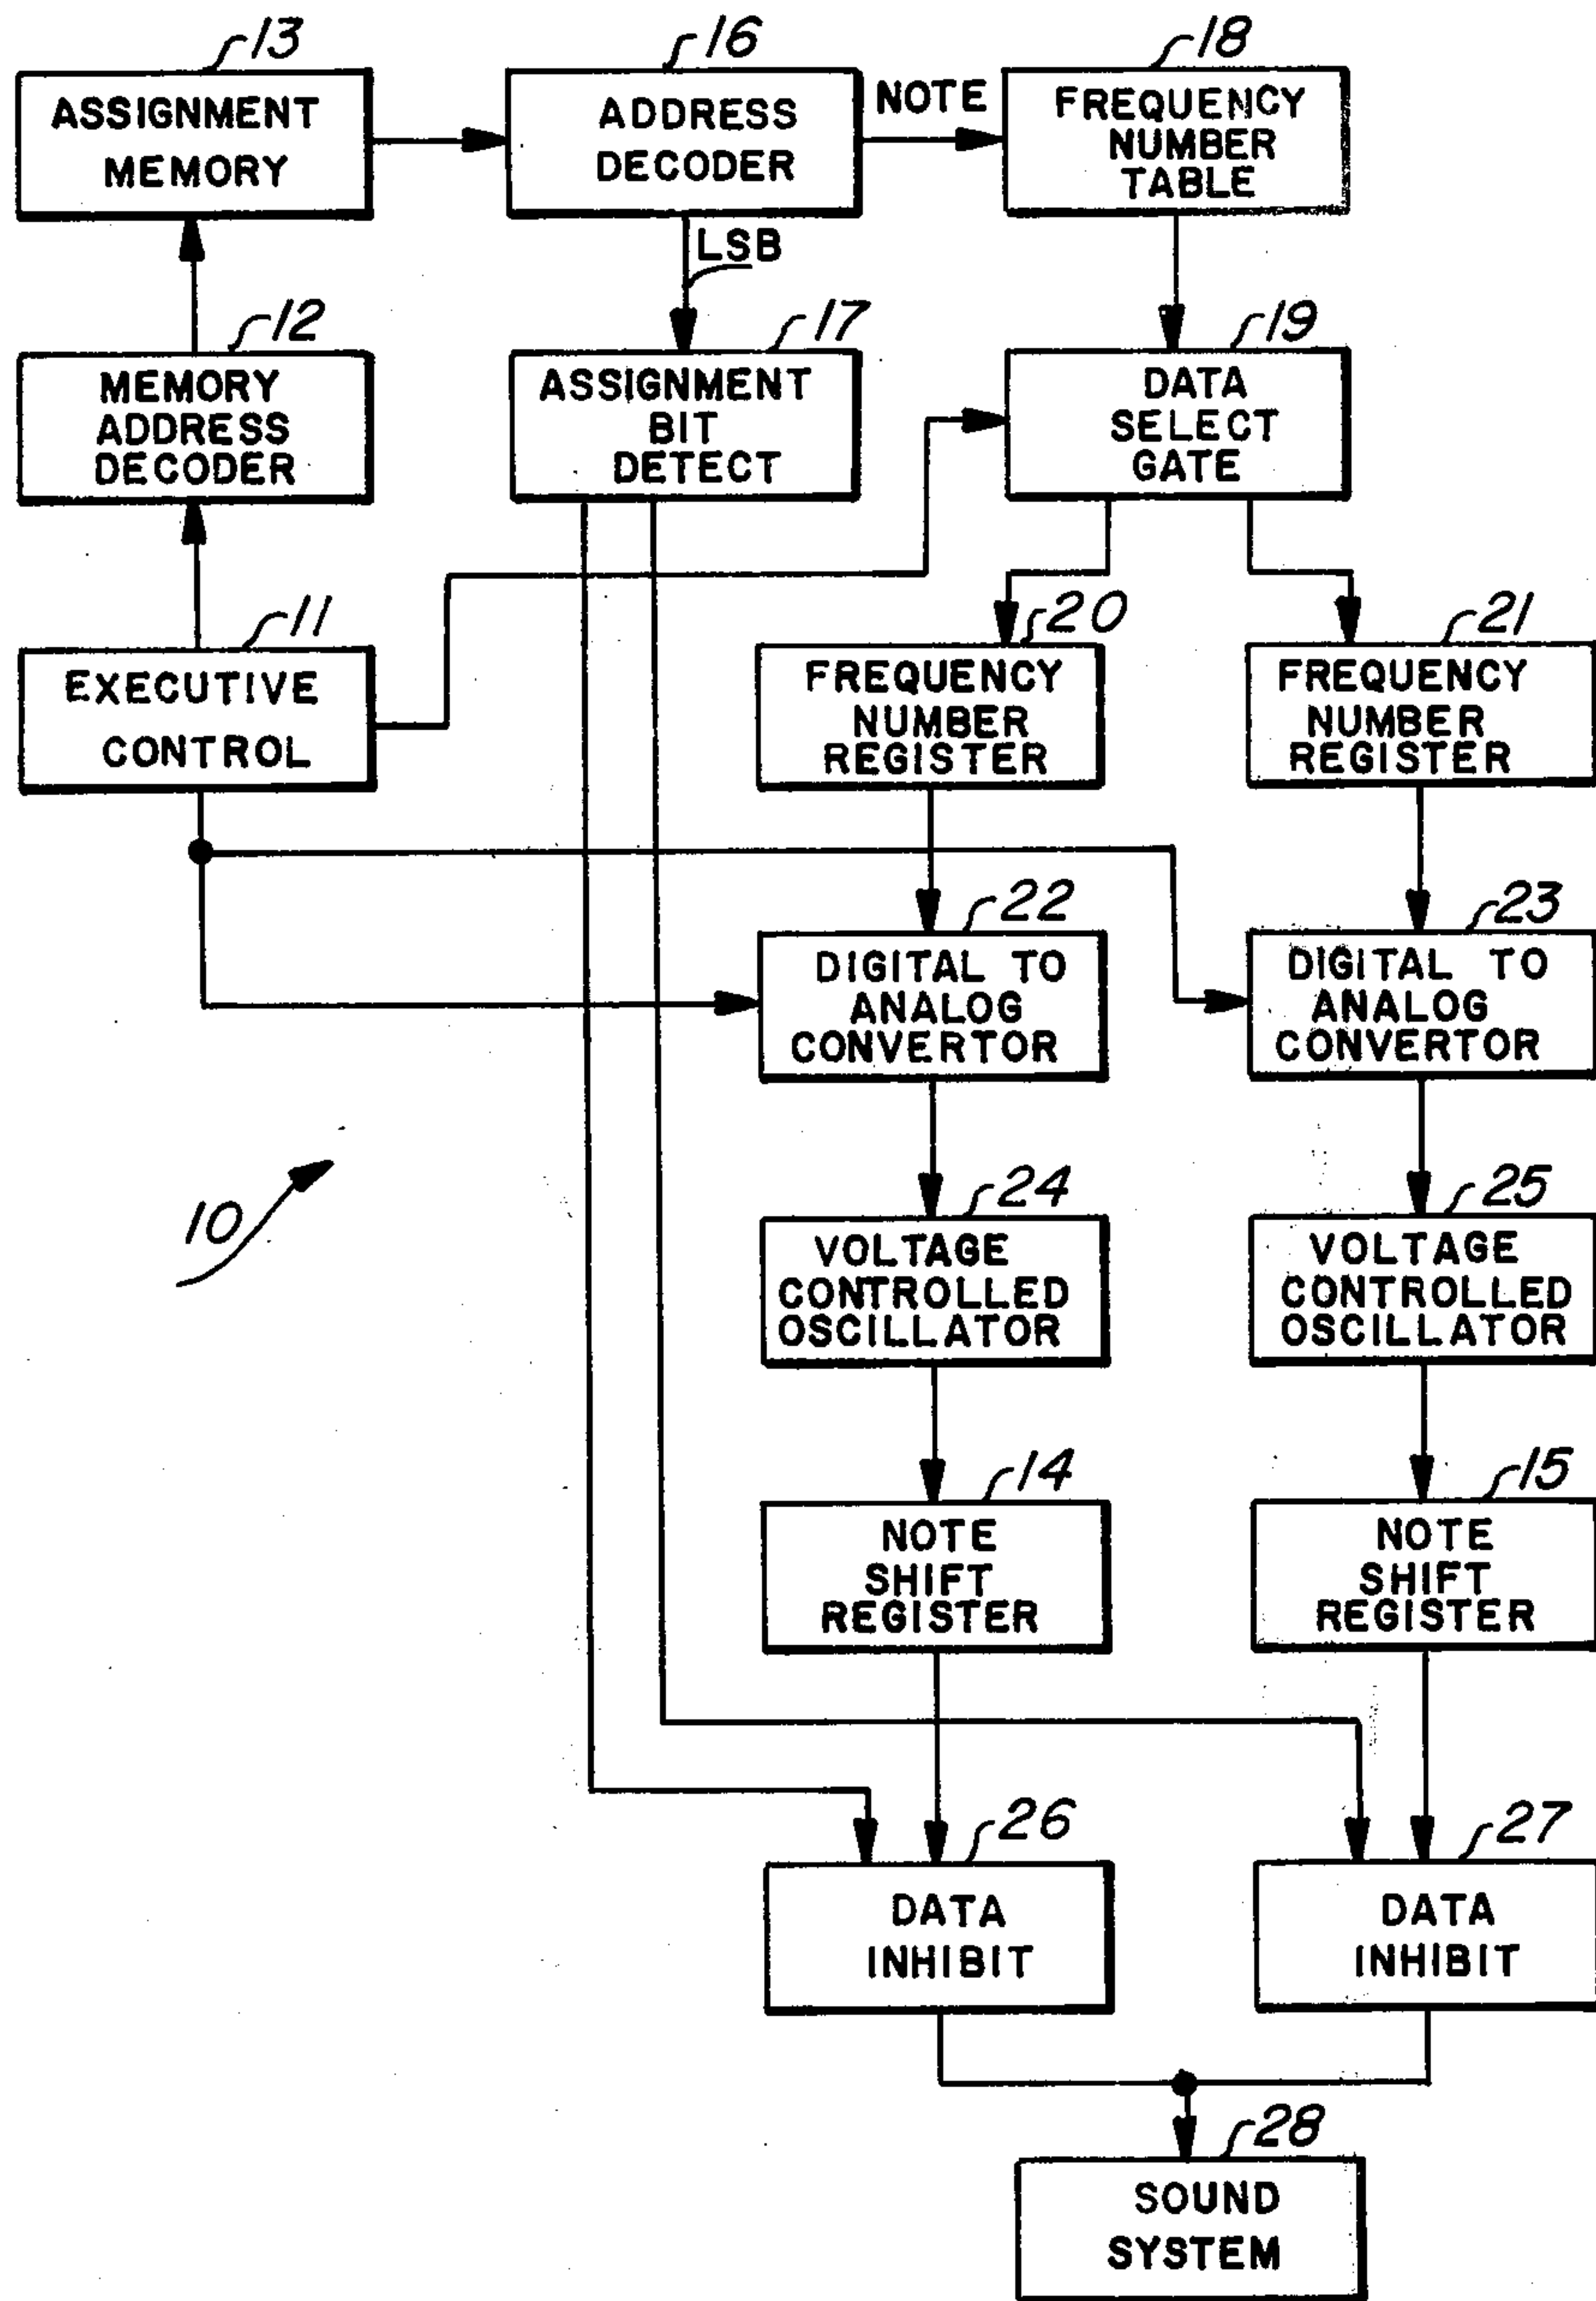 13
ASSIGNMENT
MEMORY
16
ADDRESS
DECODER
NOTE
18
FREQUENCY
NUMBER
TABLE
LSB
12
MEMORY
ADDRESS
DECODER
17
ASSIGNMENT
BIT
DETECT
19
DATA
SELECT
GATE
11
EXECUTIVE
CONTROL
20
FREQUENCY
NUMBER
REGISTER
21
FREQUENCY
NUMBER
REGISTER
22
DIGITAL TO
ANALOG
CONVERTOR
23
DIGITAL TO
ANALOG
CONVERTOR
10
24
VOLTAGE
CONTROLLED
OSCILLATOR
25
VOLTAGE
CONTROLLED
OSCILLATOR
14
NOTE
SHIFT
REGISTER
15
NOTE
SHIFT
REGISTER
26
DATA
INHIBIT
27
DATA
INHIBIT
28
SOUND
SYSTEM